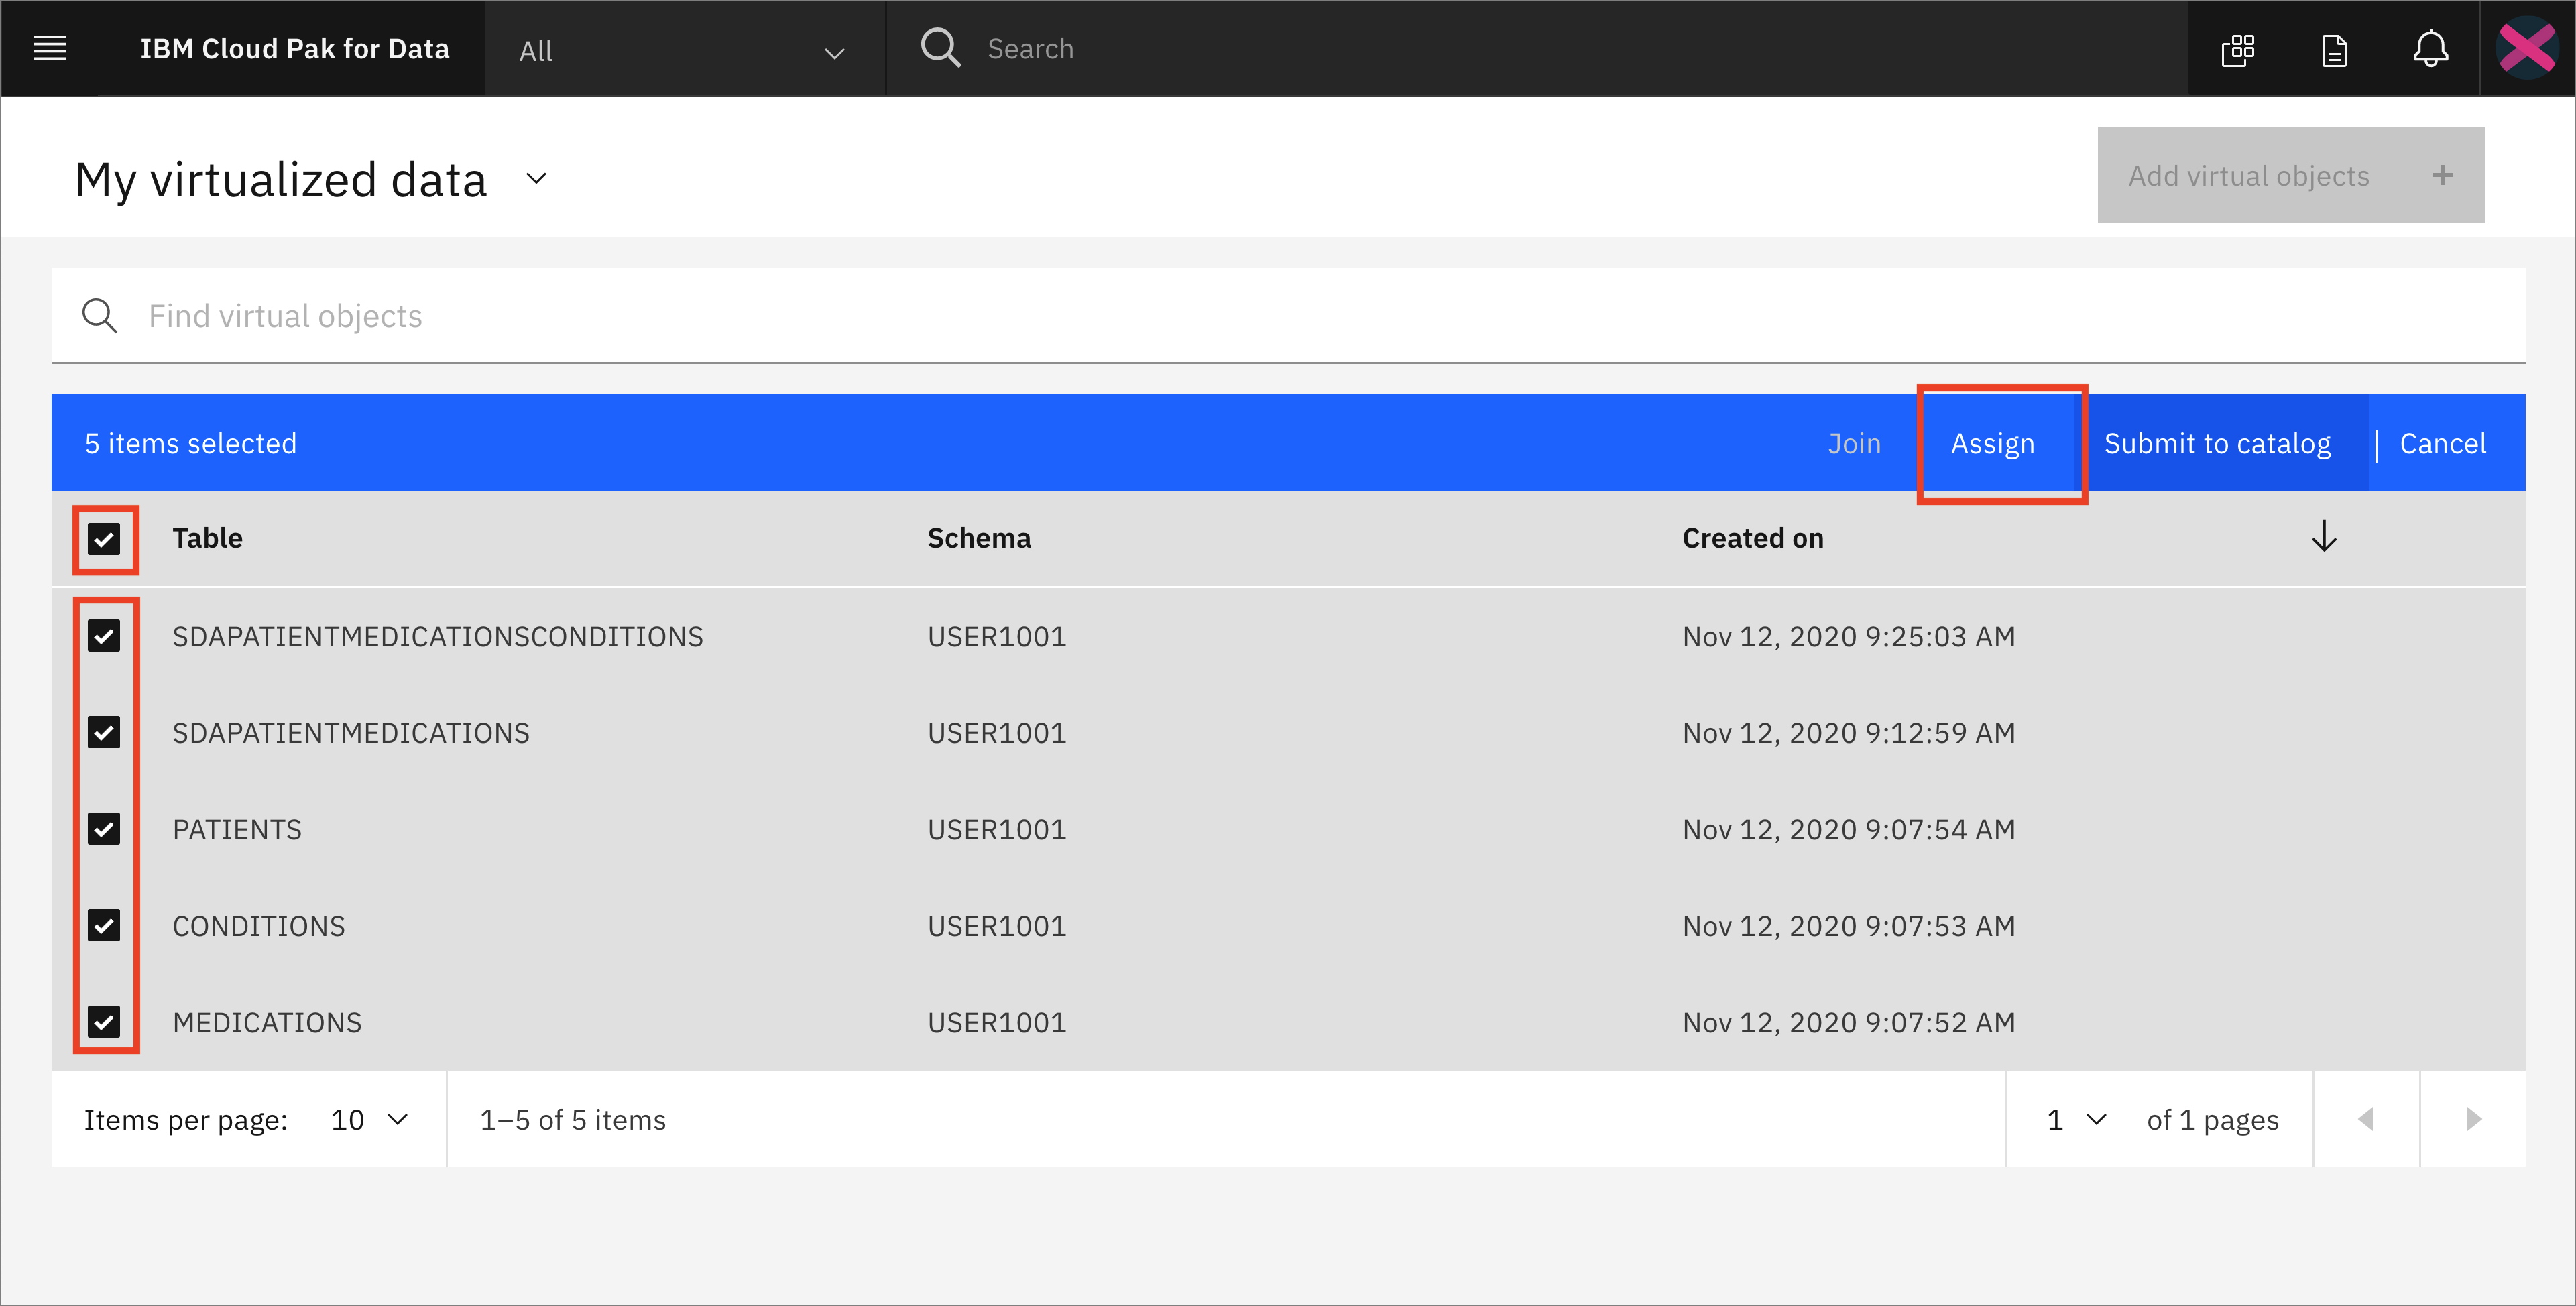 IBM Cloud Pak for Data All Search
My virtualized data Add virtual objects +
Find virtual objects
5 items selected Join Assign Submit to catalog | Cancel
Table Schema Created on
SDAPATIENTMEDICATIONSCONDITIONS USER1001 Nov 12, 2020 9:25:03 AM
SDAPATIENTMEDICATIONS USER1001 Nov 12, 2020 9:12:59 AM
PATIENTS USER1001 Nov 12, 2020 9:07:54 AM
CONDITIONS USER1001 Nov 12, 2020 9:07:53 AM
MEDICATIONS USER1001 Nov 12, 2020 9:07:52 AM
Items per page: 10 1–5 of 5 items 1 of 1 pages